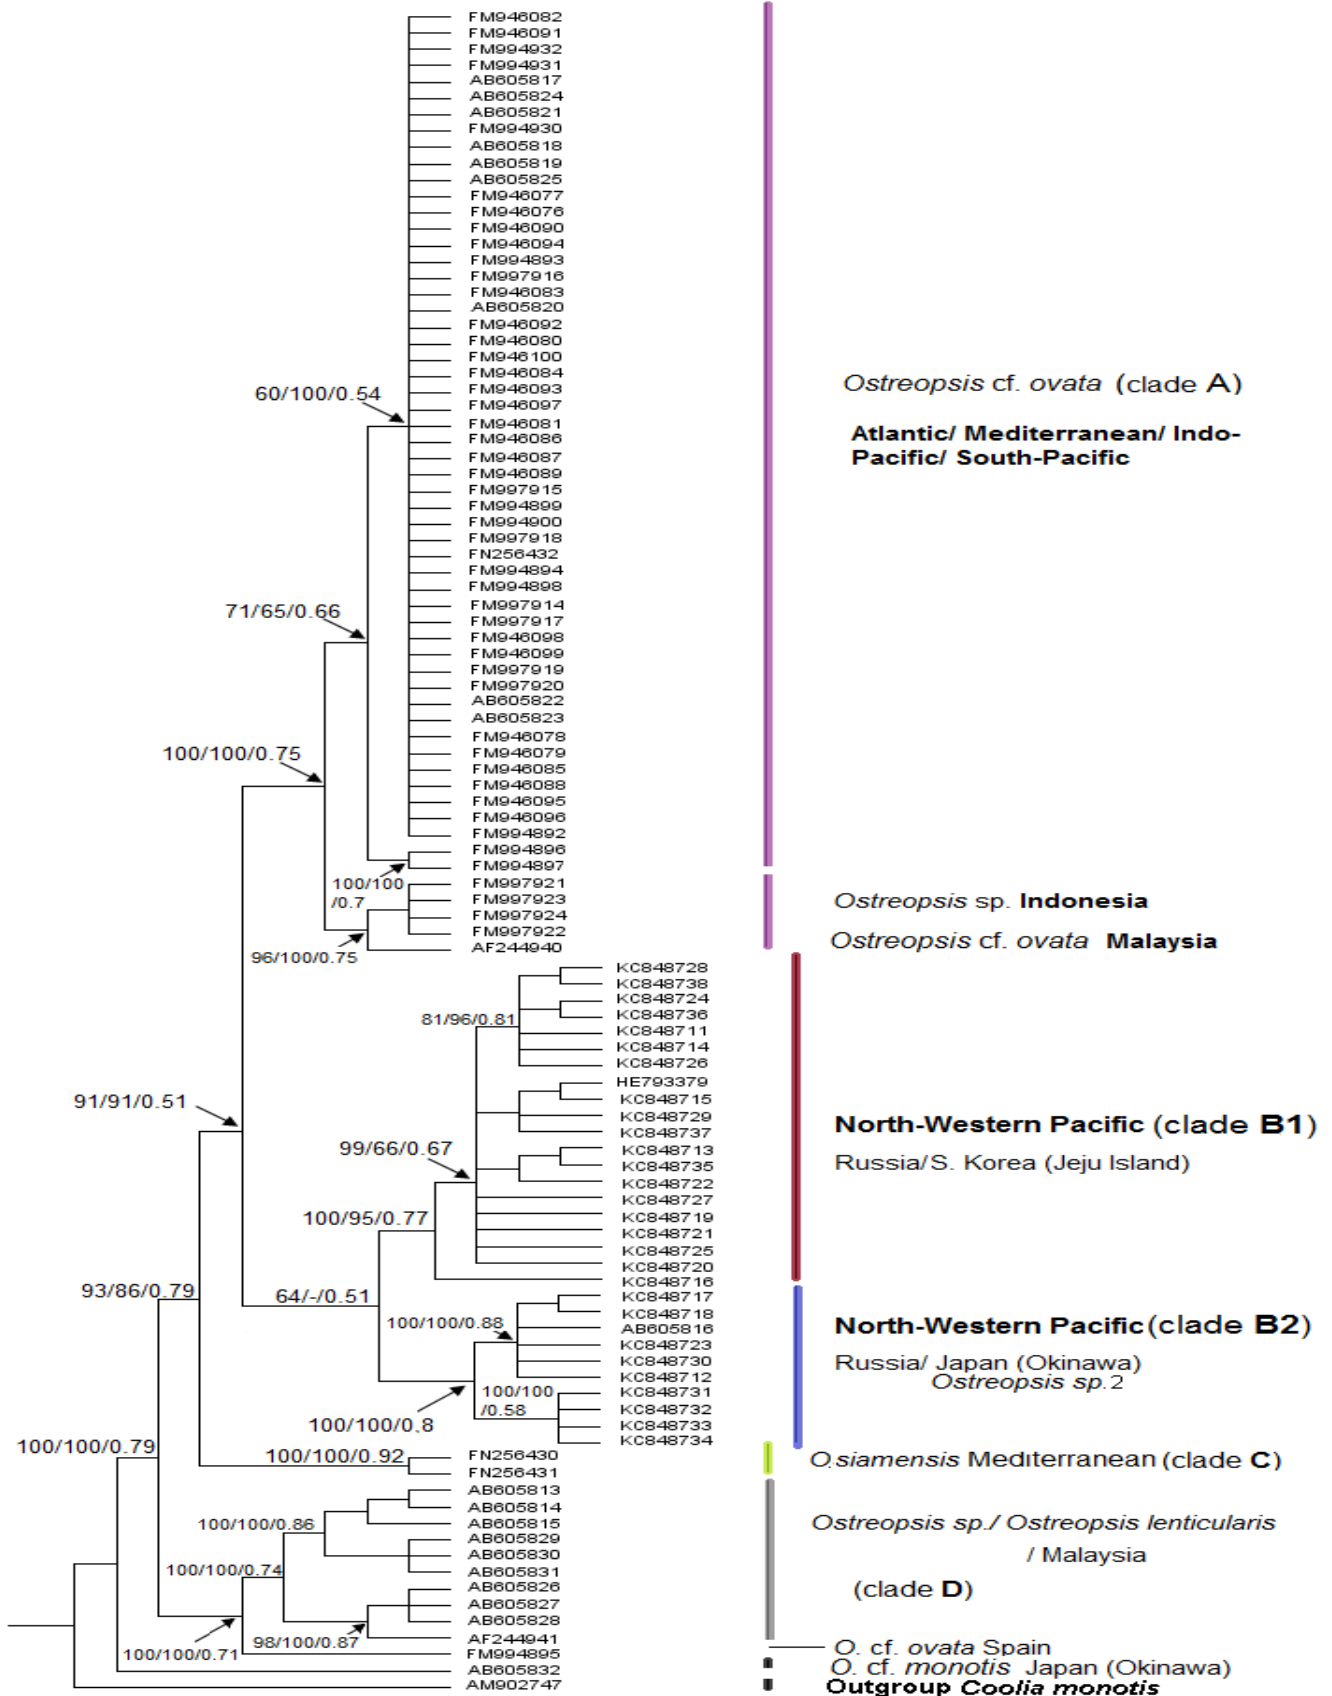 FM946082
FM946091
FM994932
FM994931
AB605817
AB605824
AB605821
FM994930
AB605818
AB605819
AB605825
FM946077
FM946076
FM946090
FM946094
FM994893
FM997916
FM946083
AB605820
FM946092
FM946080
FM946100
FM946084
FM946093
FM946097
FM946081
FM946086
FM946087
FM946089
FM997915
FM994899
FM994900
FM997918
FN256432
FM994894
FM994898
FM997914
FM997917
FM946098
FM946099
FM997919
FM997920
AB605822
AB605823
FM946078
FM946079
FM946085
FM946088
FM946095
FM946096
FM994892
FM994896
FM994897
FM997921
FM997923
FM997924
FM997922
AF244940
KC848728
KC848738
KC848724
KC848736
KC848711
KC848714
KC848726
HE793379
KC848715
KC848729
KC848737
KC848713
KC848735
KC848722
KC848727
KC848719
KC848721
KC848725
KC848720
KC848716
KC848717
KC848718
AB605816
KC848723
KC848730
KC848712
KC848731
KC848732
KC848733
KC848734
FN256430
FN256431
AB605813
AB605814
AB605815
AB605829
AB605830
AB605831
AB605826
AB605827
AB605828
AF244941
FM994895
AB605832
AM902747
60/100/0.54
71/65/0.66
100/100/0.75
100/100
/0.7
96/100/0.75
81/96/0.81
91/91/0.51
99/66/0.67
100/95/0.77
93/86/0.79
64/-/0.51
100/100/0.88
100/100
/0.58
100/100/0,8
100/100/0.79
100/100/0.92
100/100/0.86
100/100/0.74
100/100/0.71
98/100/0.87
Ostreopsis cf. ovata (clade A)
Atlantic/ Mediterranean/ Indo-
Pacific/ South-Pacific
Ostreopsis sp. Indonesia
Ostreopsis cf. ovata Malaysia
North-Western Pacific (clade B1)
Russia/S. Korea (Jeju Island)
North-Western Pacific (clade B2)
Russia/ Japan (Okinawa)
Ostreopsis sp.2
O.siamensis Mediterranean (clade C)
Ostreopsis sp./ Ostreopsis lenticularis
/ Malaysia
(clade D)
O. cf. ovata Spain
O. cf. monotis Japan (Okinawa)
Outgroup Coolia monotis